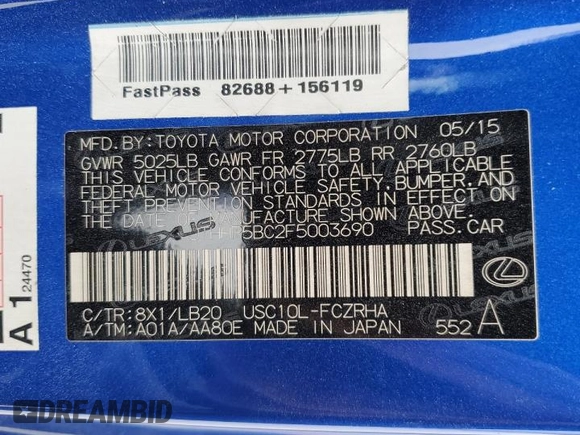 FastPass 82688+156119
MFD. BY: TOYOTA MOTOR CORPORATION 05/15
GVWR 5025LB GAWR FR 2775LB RR 2760LB
THIS VEHICLE CONFORMS TO ALL APPLICABLE
FEDERAL MOTOR VEHICLE SAFETY, BUMPER, AND
THEFT PREVENTION STANDARDS IN EFFECT ON
THE DATE OF MANUFACTURE SHOWN ABOVE.
5BC2F5003690 PASS. CAR
C/TR: 8X1/LB20 USC10L-FCZRHA
A/TM: A01A/AA80E MADE IN JAPAN 552 A
LEXUS
A 1 24470
DREAMBID